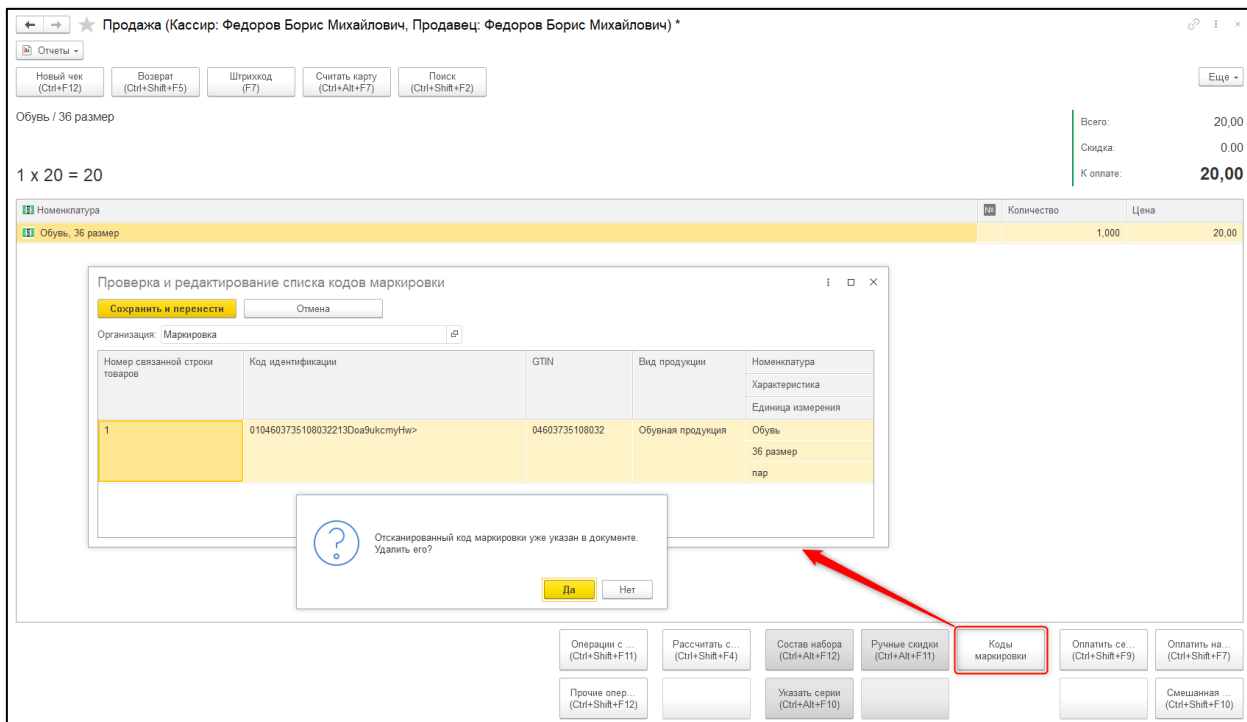 Продажа (Кассир: Федоров Борис Михайлович, Продавец: Федоров Борис Михайлович) *
Отчеты
Новый чек (Ctrl+F12)
Возврат (Ctrl+Shift+F5)
Штрихкод (F7)
Считать карту (Ctrl+Alt+F7)
Поиск (Ctrl+Shift+F2)
Еще
Обувь / 36 размер
Всего: 20,00
Скидка: 0.00
1 x 20 = 20
К оплате: 20,00
Номенклатура № Количество Цена
Обувь, 36 размер 1,000 20,00
Проверка и редактирование списка кодов маркировки
Сохранить и перенести Отмена
Организация: Маркировка
Номер связанной строки товаров
Код идентификации
GTIN
Вид продукции
Номенклатура
Характеристика
Единица измерения
1 0104603735108032213Doa9ukcmyHw> 04603735108032 Обувная продукция Обувь
36 размер
пар
Отсканированный код маркировки уже указан в документе.
Удалить его?
Да Нет
Операции с ... (Ctrl+Shift+F11)
Рассчитать с... (Ctrl+Shift+F4)
Состав набора (Ctrl+Alt+F12)
Ручные скидки (Ctrl+Alt+F11)
Коды маркировки
Оплатить се... (Ctrl+Shift+F9)
Оплатить на... (Ctrl+Shift+F7)
Прочие опер... (Ctrl+Shift+F12)
Указать серии (Ctrl+Alt+F10)
Смешанная ... (Ctrl+Shift+F10)